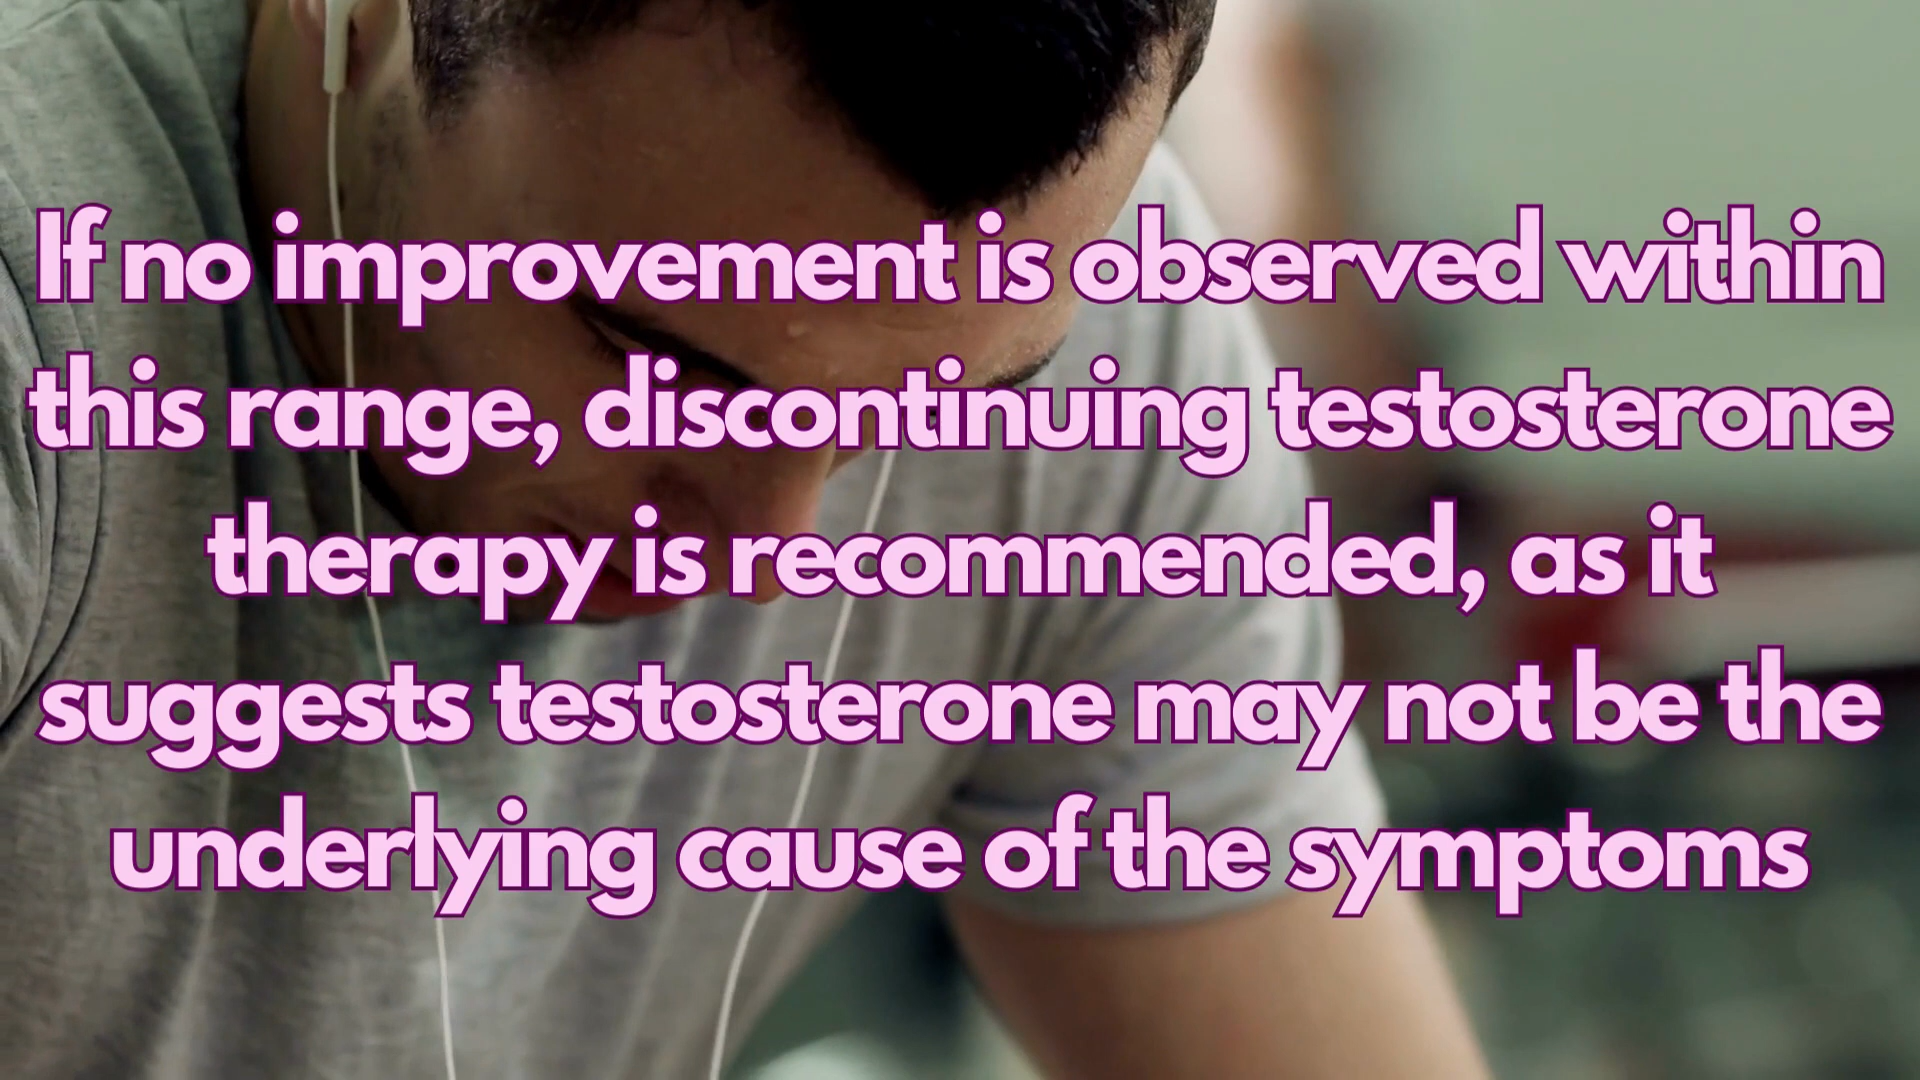 If no improvement is observed within
this range, discontinuing testosterone
therapy is recommended, as it
suggests testosterone may not be the
underlying cause of the symptoms